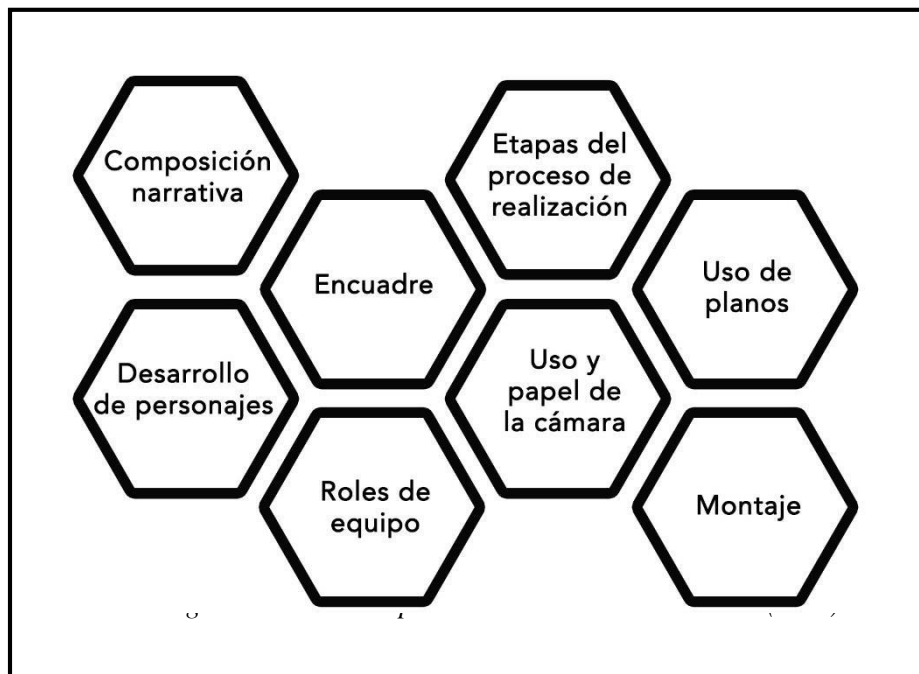 Composición
narrativa
Etapas del
proceso de
realización
Encuadre
Uso de
planos
Desarrollo
de personajes
Uso y
papel de
la cámara
Roles de
equipo
Montaje